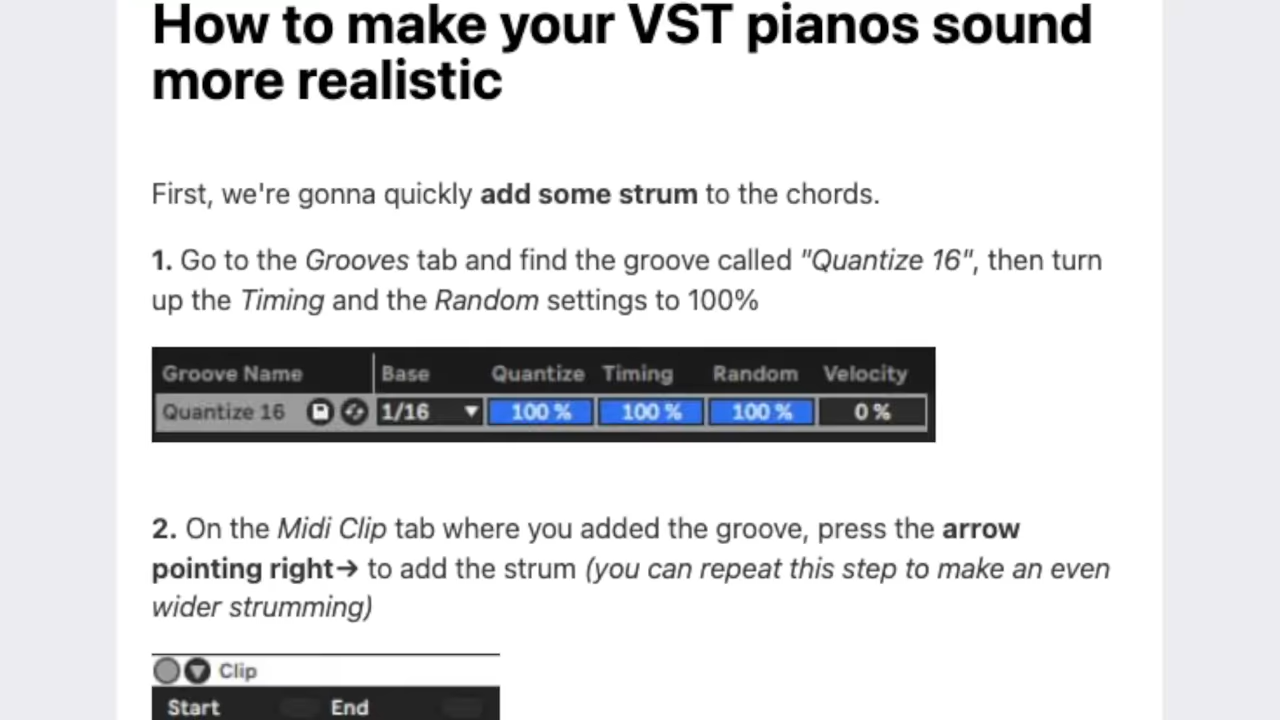 How to make your VST pianos sound
more realistic
First, we're gonna quickly add some strum to the chords.
1. Go to the Grooves tab and find the groove called "Quantize 16", then turn
up the Timing and the Random settings to 100%
Groove Name Base Quantize Timing Random Velocity
Quantize 16 1/16 100 % 100 % 100 % 0 %
2. On the Midi Clip tab where you added the groove, press the arrow
pointing right→ to add the strum (you can repeat this step to make an even
wider strumming)
Clip
Start End